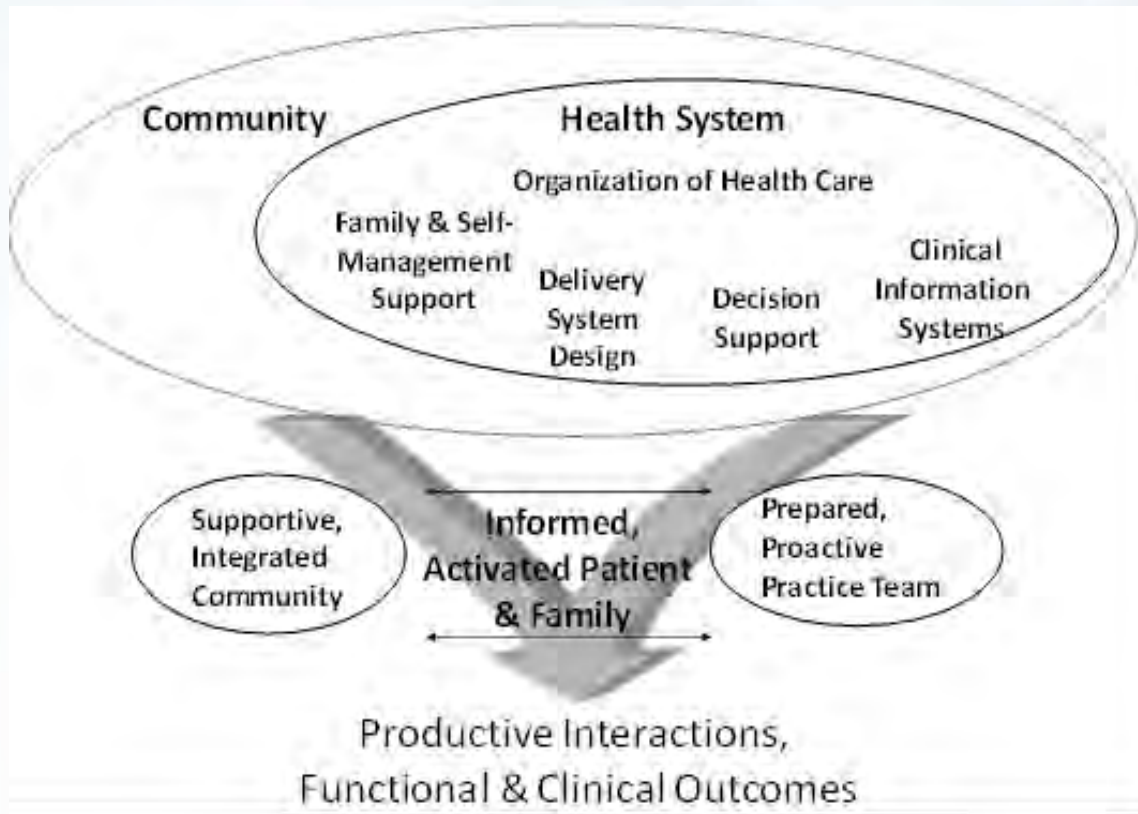 Community
Health System
Organization of Health Care
Family & Self-
Management
Support
Delivery
System
Design
Decision
Support
Clinical
Information
Systems
Supportive,
Integrated
Community
Informed,
Activated Patient
& Family
Prepared,
Proactive
Practice Team
Productive Interactions,
Functional & Clinical Outcomes